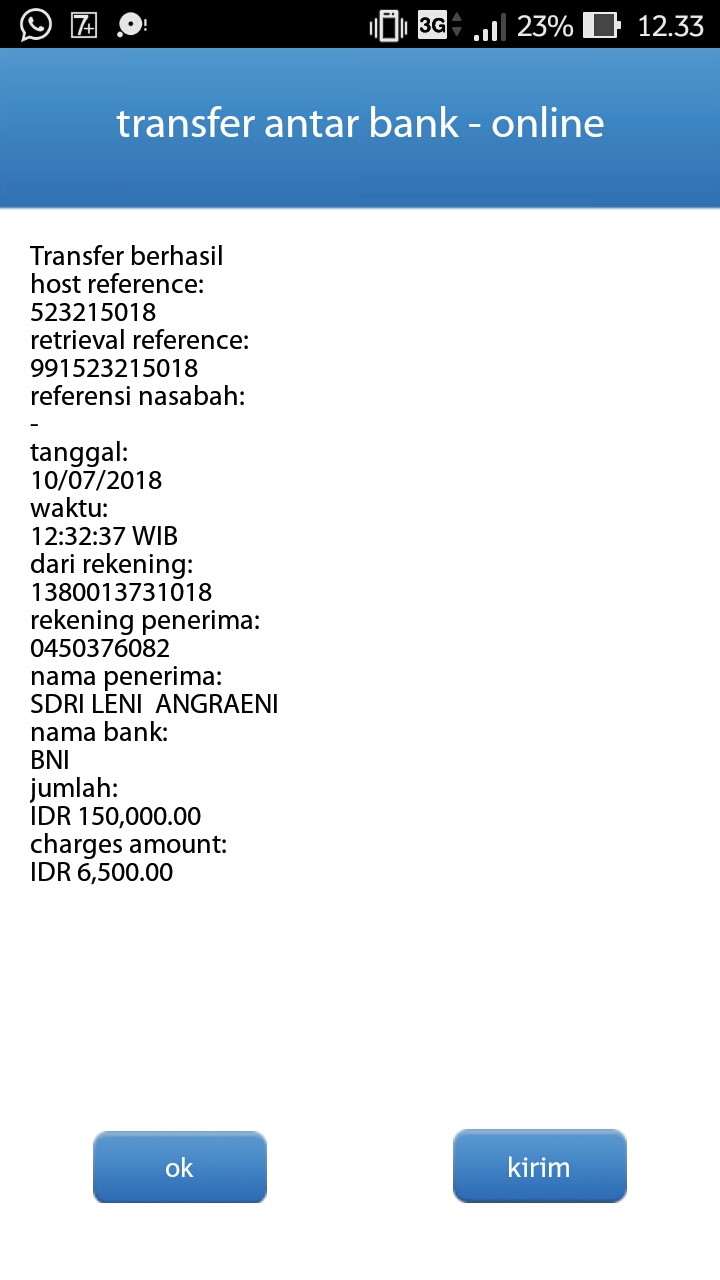 7+
3G
23%
12.33
transfer antar bank - online
Transfer berhasil
host reference:
523215018
retrieval reference:
991523215018
referensi nasabah:
-
tanggal:
10/07/2018
waktu:
12:32:37 WIB
dari rekening:
1380013731018
rekening penerima:
0450376082
nama penerima:
SDRI LENI  ANGRAENI
nama bank:
BNI
jumlah:
IDR 150,000.00
charges amount:
IDR 6,500.00
ok
kirim